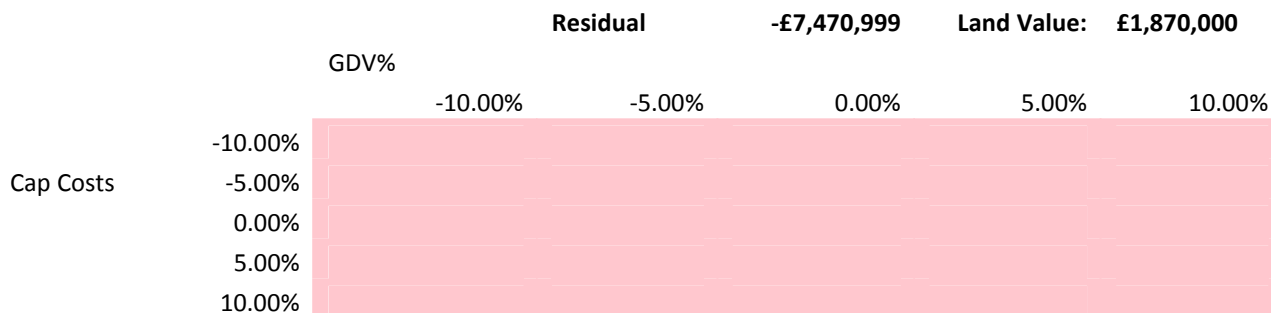 Residual -£7,470,999 Land Value: £1,870,000
GDV%
-10.00% -5.00% 0.00% 5.00% 10.00%
-10.00%
Cap Costs -5.00%
0.00%
5.00%
10.00%